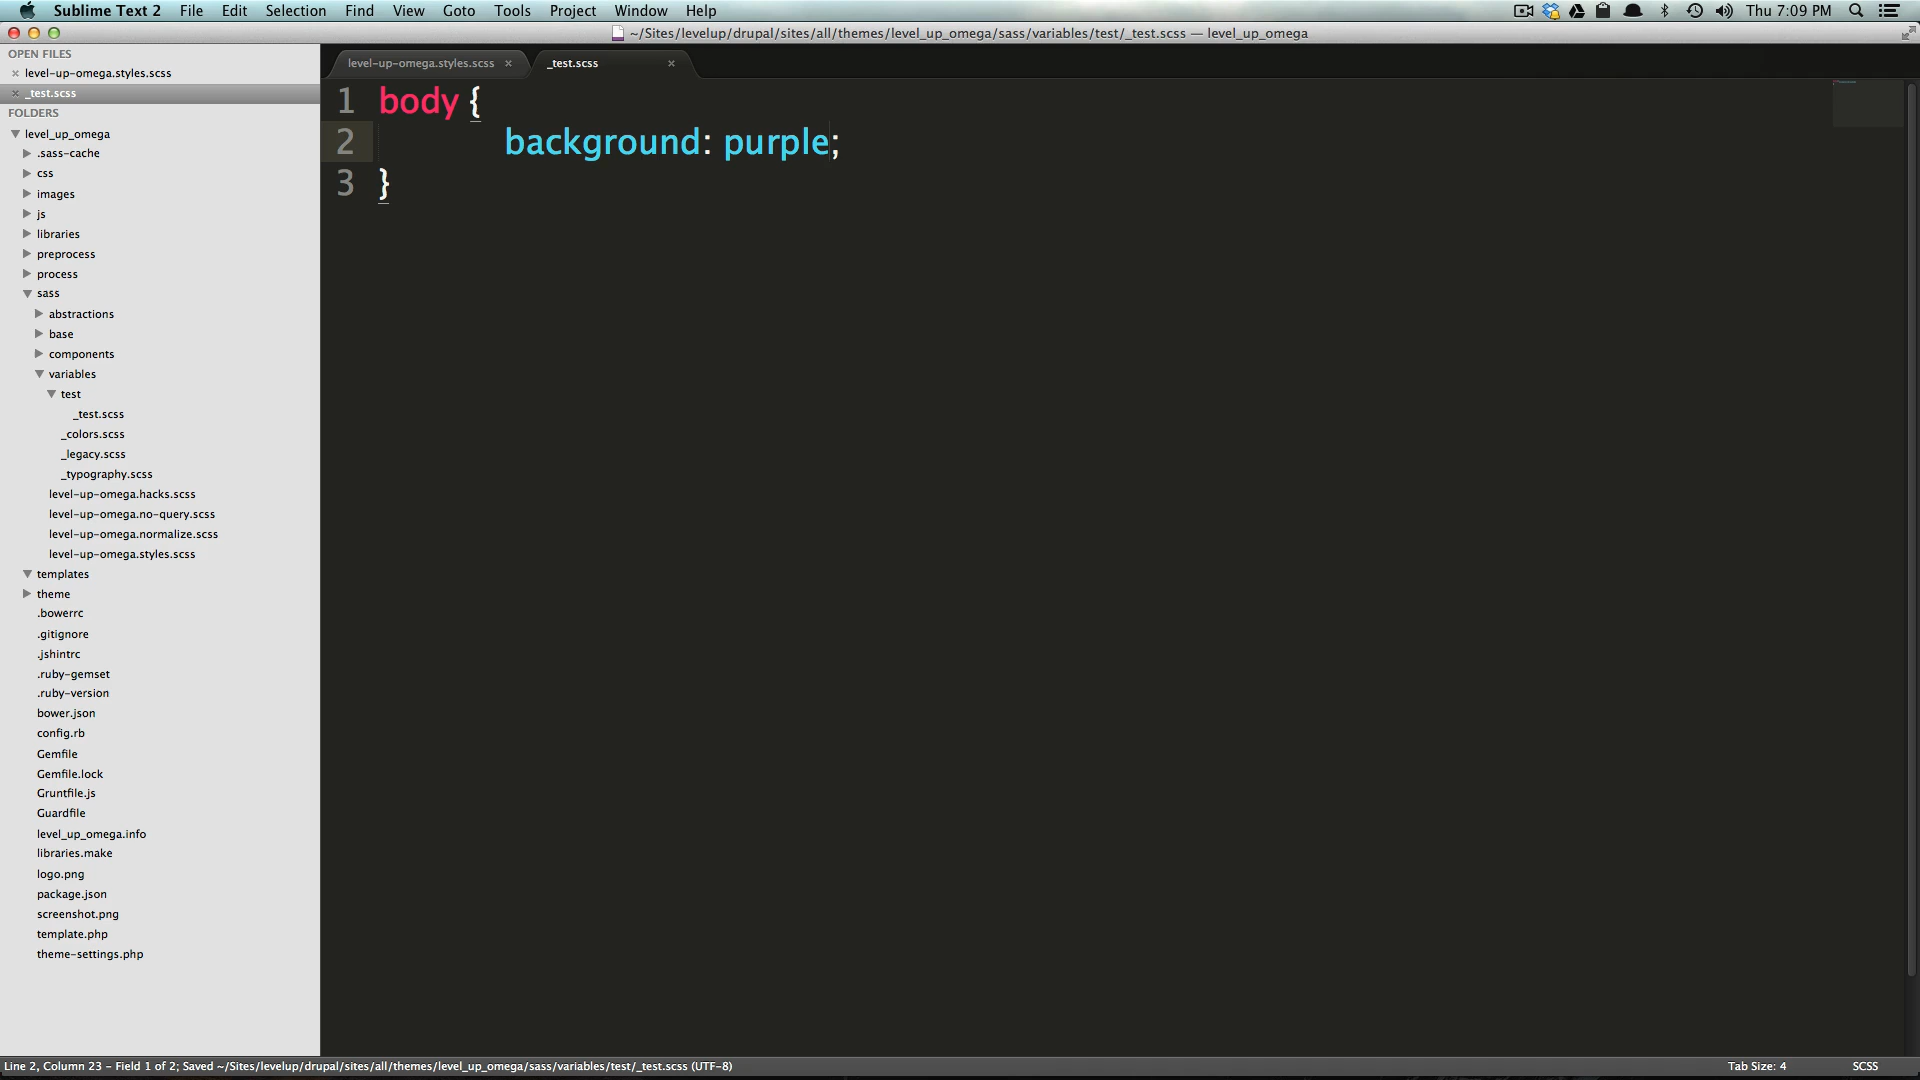 Sublime Text 2 File Edit Selection Find View Goto Tools Project Window Help Thu 7:09 PM
~/Sites/levelup/drupal/sites/all/themes/level_up_omega/sass/variables/test/_test.scss — level_up_omega
OPEN FILES
level-up-omega.styles.scss
_test.scss
FOLDERS
level_up_omega
.sass-cache
css
images
js
libraries
preprocess
process
sass
abstractions
base
components
variables
test
_test.scss
_colors.scss
_legacy.scss
_typography.scss
level-up-omega.hacks.scss
level-up-omega.no-query.scss
level-up-omega.normalize.scss
level-up-omega.styles.scss
templates
theme
.bowerrc
.gitignore
.jshintrc
.ruby-gemset
.ruby-version
bower.json
config.rb
Gemfile
Gemfile.lock
Gruntfile.js
Guardfile
level_up_omega.info
libraries.make
logo.png
package.json
screenshot.png
template.php
theme-settings.php
level-up-omega.styles.scss _test.scss
1 body {
2 background: purple;
3 }
Line 2, Column 23 - Field 1 of 2; Saved ~/Sites/levelup/drupal/sites/all/themes/level_up_omega/sass/variables/test/_test.scss (UTF-8) Tab Size: 4 SCSS